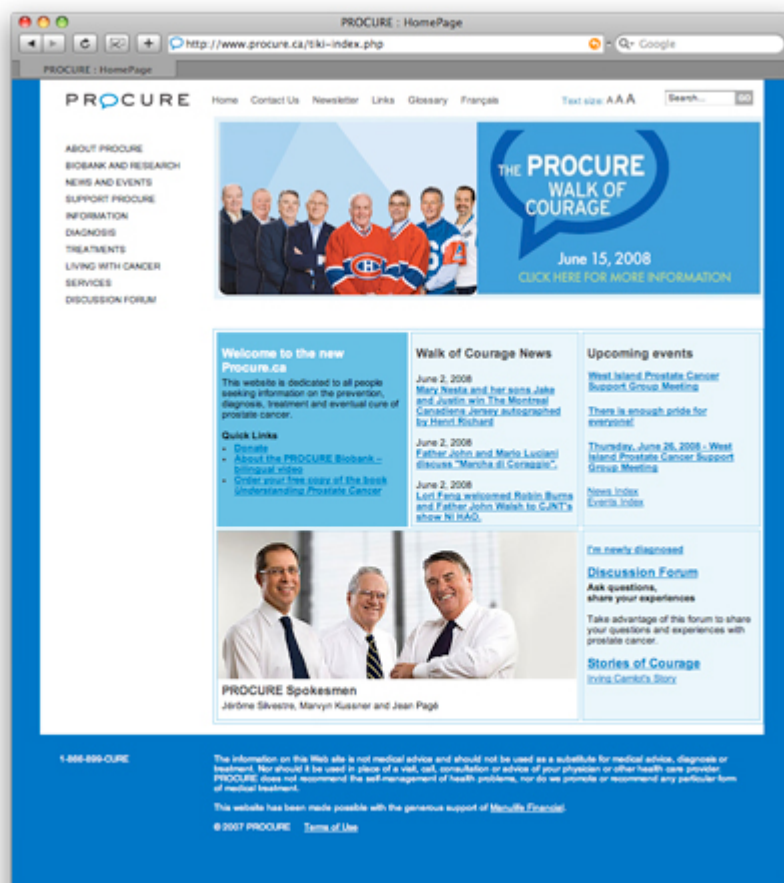 PROCURE : HomePage
http://www.procure.ca/tiki-index.php
Google
PROCURE : HomePage
PROCURE
Home Contact Us Newsletter Links Glossary Français
Text size: A A A
Search... GO
ABOUT PROCURE
BIOBANK AND RESEARCH
NEWS AND EVENTS
SUPPORT PROCURE
INFORMATION
DIAGNOSIS
TREATMENTS
LIVING WITH CANCER
SERVICES
DISCUSSION FORUM
THE PROCURE
WALK OF
COURAGE
June 15, 2008
CLICK HERE FOR MORE INFORMATION
Welcome to the new
Procure.ca
This website is dedicated to all people
seeking information on the prevention,
diagnosis, treatment and eventual cure of
prostate cancer.
Quick Links
Donate
About the PROCURE Biobank –
bilingual video
Order your free copy of the book
Understanding Prostate Cancer
Walk of Courage News
June 2, 2008
Mary Nesta and her sons Jake
and Justin win The Montreal
Canadiens Jersey autographed
by Henri Richard
June 2, 2008
Father John and Mario Luciani
discuss "Marcha di Coraggio".
June 2, 2008
Lori Feng welcomed Robin Burns
and Father John Walsh to CJNT's
show NI HAO.
Upcoming events
West Island Prostate Cancer
Support Group Meeting
There is enough pride for
everyone!
Thursday, June 26, 2008 - West
Island Prostate Cancer Support
Group Meeting
News Index
Events Index
PROCURE Spokesmen
Jérôme Silvestre, Marvyn Kussner and Jean Pagé
I'm newly diagnosed
Discussion Forum
Ask questions,
share your experiences
Take advantage of this forum to share
your questions and experiences with
prostate cancer.
Stories of Courage
Irving Camlot's Story
1-866-899-CURE
The information on this Web site is not medical advice and should not be used as a substitute for medical advice, diagnosis or
treatment. Nor should it be used in place of a visit, call, consultation or advice of your physician or other health care provider.
PROCURE does not recommend the self-management of health problems, nor do we promote or recommend any particular form
of medical treatment.
This website has been made possible with the generous support of Manulife Financial.
© 2007 PROCURE Terms of Use